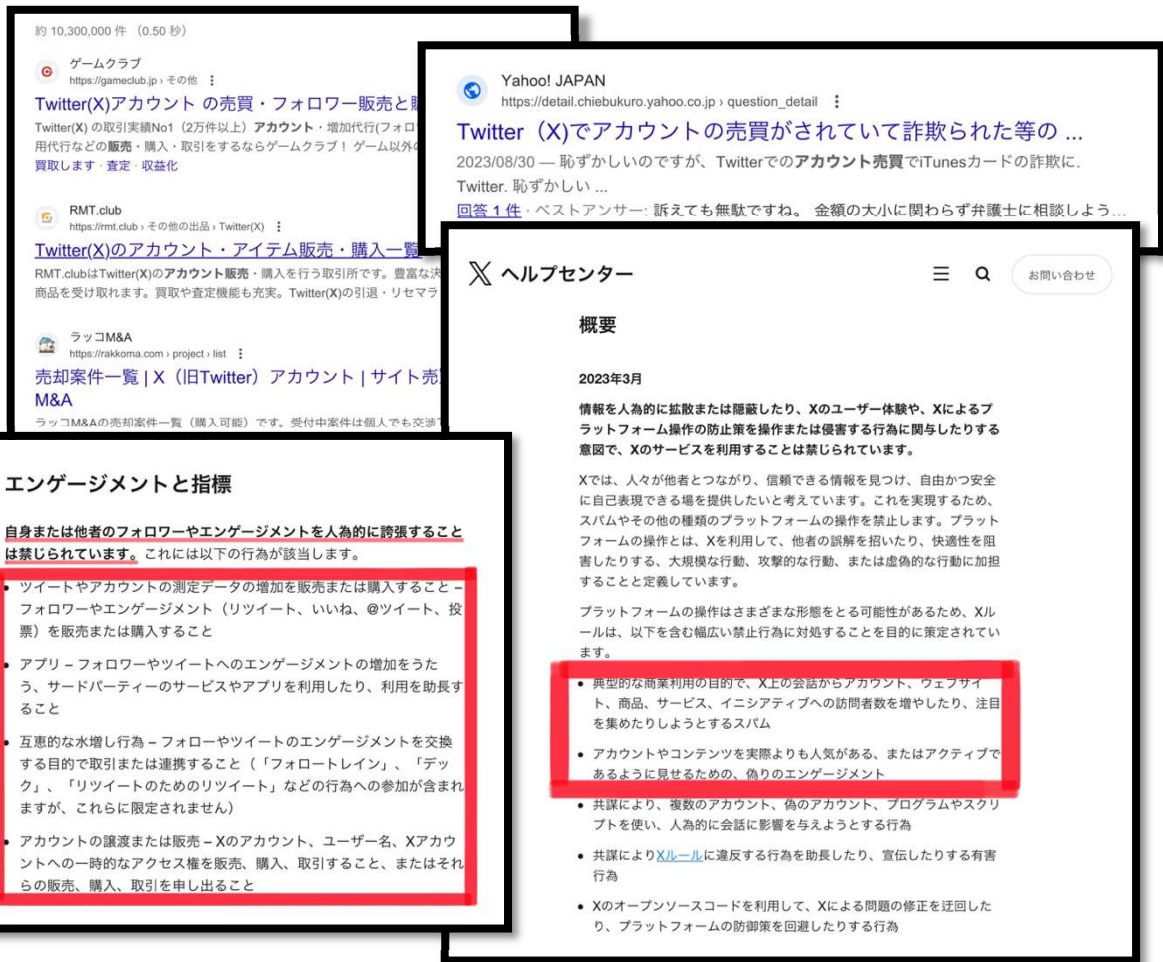 約 10,300,000 件 （0.50 秒）
ゲームクラブ
https://gameclub.jp › その他
Twitter(X)アカウント の売買・フォロワー販売と
Twitter(X) の取引実績No1（2万件以上）アカウント・増加代行(フォロ
用代行などの販売・購入・取引をするならゲームクラブ！ ゲーム以外
買取します · 査定 · 収益化
RMT.club
https://rmt.club › その他の出品 › Twitter(X)
Twitter(X)のアカウント・アイテム販売・購入一覧
RMT.clubはTwitter(X)のアカウント販売・購入を行う取引所です。豊富な決
商品を受け取れます。買取や査定機能も充実。Twitter(X)の引退・リセマラ
ラッコM&A
https://rakkoma.com › project › list
売却案件一覧 | X（旧Twitter）アカウント | サイト売
M&A
ラッコM&Aの売却案件一覧（購入可能）です。受付中案件は個人でも交渉
Yahoo! JAPAN
https://detail.chiebukuro.yahoo.co.jp › question_detail
Twitter（X)でアカウントの売買がされていて詐欺られた等の ...
2023/08/30 — 恥ずかしいのですが、Twitterでのアカウント売買でiTunesカードの詐欺に.
Twitter. 恥ずかしい ...
回答 1 件 · ベストアンサー: 訴えても無駄ですね。 金額の大小に関わらず弁護士に相談しよう...
X ヘルプセンター
お問い合わせ
概要
2023年3月
情報を人為的に拡散または隠蔽したり、Xのユーザー体験や、Xによるプ
ラットフォーム操作の防止策を操作または侵害する行為に関与したりする
意図で、Xのサービスを利用することは禁じられています。
Xでは、人々が他者とつながり、信頼できる情報を見つけ、自由かつ安全
に自己表現できる場を提供したいと考えています。これを実現するため、
スパムやその他の種類のプラットフォームの操作を禁止します。プラット
フォームの操作とは、Xを利用して、他者の誤解を招いたり、快適性を阻
害したりする、大規模な行動、攻撃的な行動、または虚偽的な行動に加担
することと定義しています。
プラットフォームの操作はさまざまな形態をとる可能性があるため、Xル
ールは、以下を含む幅広い禁止行為に対処することを目的に策定されてい
ます。
• 典型的な商業利用の目的で、X上の会話からアカウント、ウェブサイ
ト、商品、サービス、イニシアティブへの訪問者数を増やしたり、注目
を集めたりしようとするスパム
• アカウントやコンテンツを実際よりも人気がある、またはアクティブで
あるように見せるための、偽りのエンゲージメント
• 共謀により、複数のアカウント、偽のアカウント、プログラムやスクリ
プトを使い、人為的に会話に影響を与えようとする行為
• 共謀によりXルールに違反する行為を助長したり、宣伝したりする有害
行為
• Xのオープンソースコードを利用して、Xによる問題の修正を迂回した
り、プラットフォームの防御策を回避したりする行為
エンゲージメントと指標
自身または他者のフォロワーやエンゲージメントを人為的に誇張すること
は禁じられています。これには以下の行為が該当します。
• ツイートやアカウントの測定データの増加を販売または購入すること –
フォロワーやエンゲージメント（リツイート、いいね、@ツイート、投
票）を販売または購入すること
• アプリ – フォロワーやツイートへのエンゲージメントの増加をうた
う、サードパーティーのサービスやアプリを利用したり、利用を助長す
ること
• 互恵的な水増し行為 – フォローやツイートのエンゲージメントを交換
する目的で取引または連携すること（「フォロートレイン」、「デッ
ク」、「リツイートのためのリツイート」などの行為への参加が含まれ
ますが、これらに限定されません）
• アカウントの譲渡または販売 – Xのアカウント、ユーザー名、Xアカウ
ントへの一時的なアクセス権を販売、購入、取引すること、またはそれ
らの販売、購入、取引を申し出ること